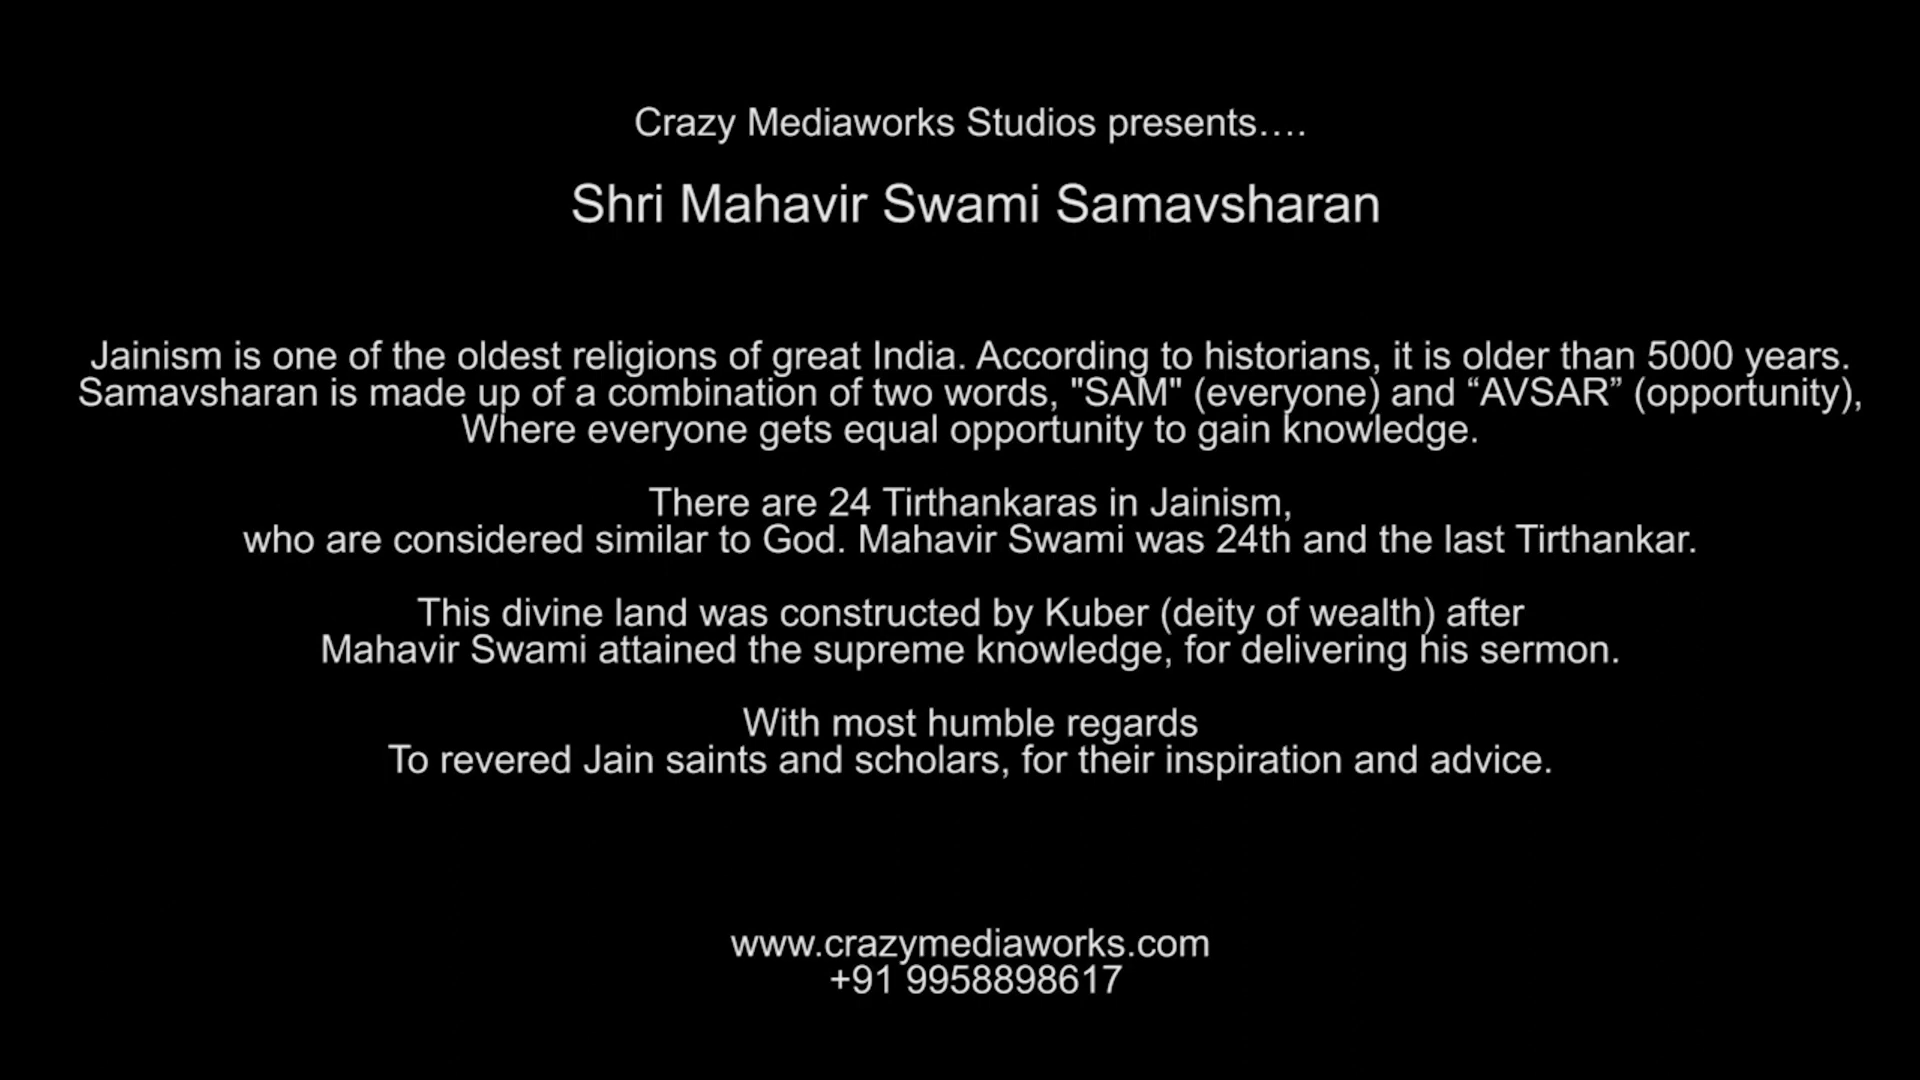 Crazy Mediaworks Studios presents….
Shri Mahavir Swami Samavsharan
Jainism is one of the oldest religions of great India. According to historians, it is older than 5000 years.
Samavsharan is made up of a combination of two words, "SAM" (everyone) and “AVSAR” (opportunity),
Where everyone gets equal opportunity to gain knowledge.
There are 24 Tirthankaras in Jainism,
who are considered similar to God. Mahavir Swami was 24th and the last Tirthankar.
This divine land was constructed by Kuber (deity of wealth) after
Mahavir Swami attained the supreme knowledge, for delivering his sermon.
With most humble regards
To revered Jain saints and scholars, for their inspiration and advice.
www.crazymediaworks.com
+91 9958898617